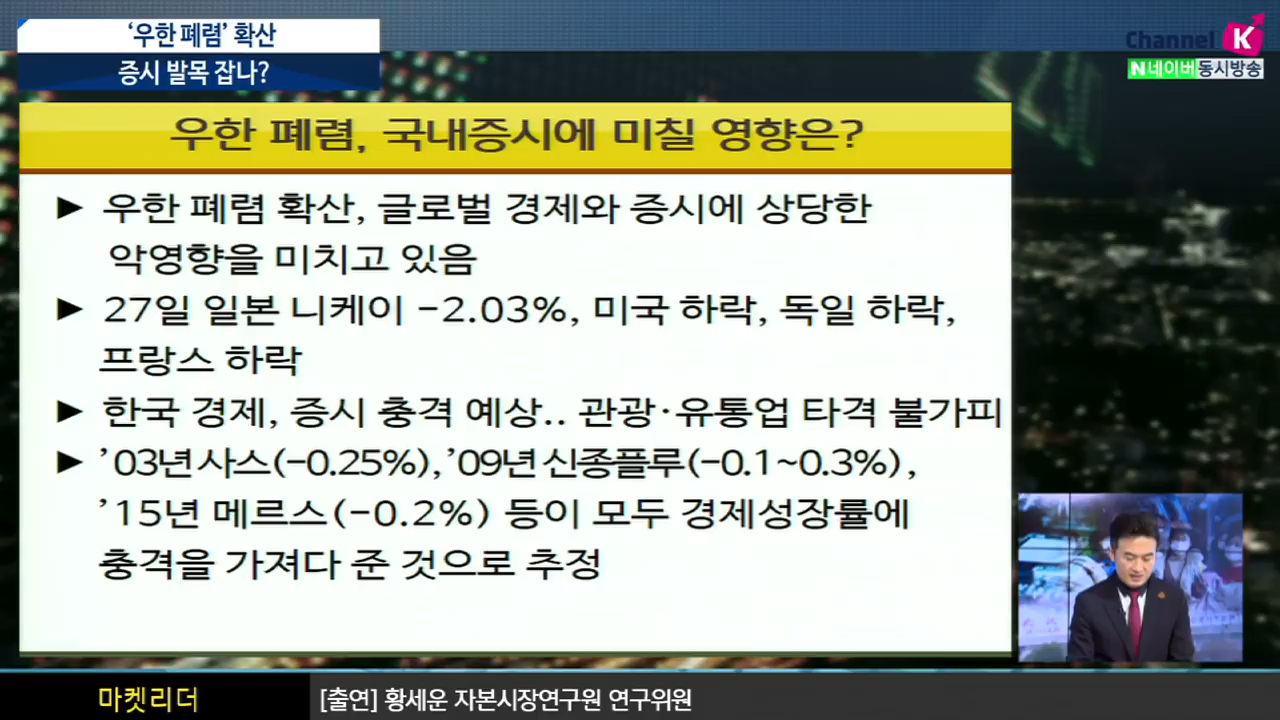 ‘우한 폐렴’ 확산
증시 발목 잡나?
Channel K
N네이버 동시방송
우한 폐렴, 국내증시에 미칠 영향은?
▶ 우한 폐렴 확산, 글로벌 경제와 증시에 상당한
악영향을 미치고 있음
▶ 27일 일본 니케이 -2.03%, 미국 하락, 독일 하락,
프랑스 하락
▶ 한국 경제, 증시 충격 예상.. 관광·유통업 타격 불가피
▶ ’03년 사스(-0.25%), ’09년 신종플루(-0.1~0.3%),
’15년 메르스(-0.2%) 등이 모두 경제성장률에
충격을 가져다 준 것으로 추정
마켓리더
[출연] 황세운 자본시장연구원 연구위원